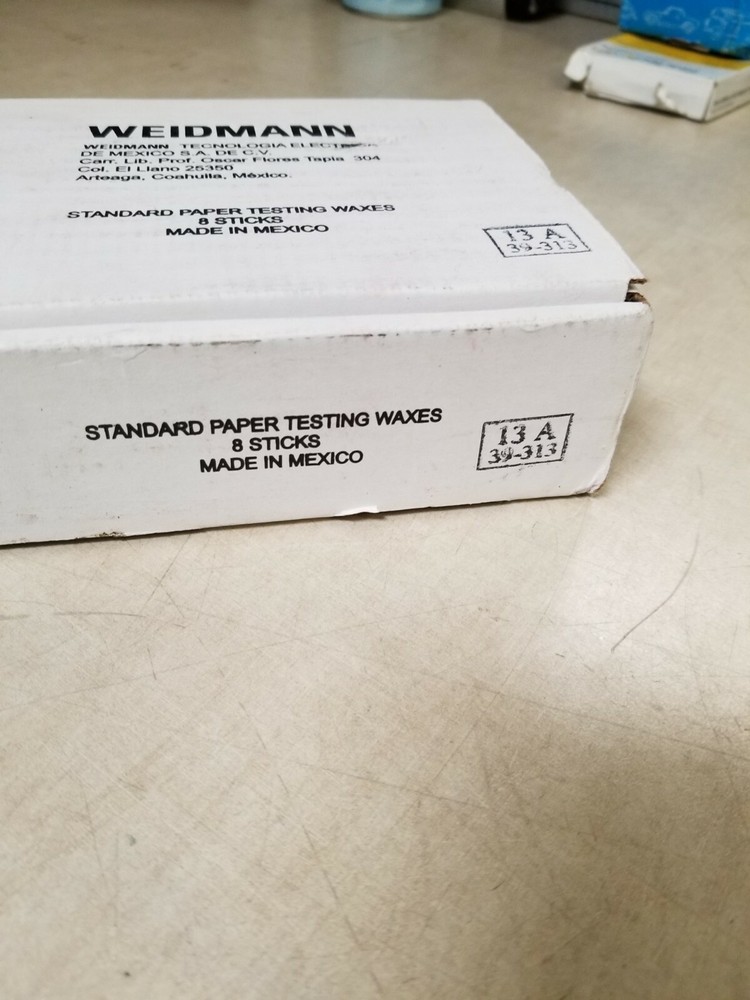 WEIDMANN
WEIDMANN TECNOLOGIA
DE MEXICO S.A. DE C.V.
Carr. Lib. Prof. Oscar Flores Tapia 304
Col. El Llano 25350
Arteaga, Coahuila, México.
STANDARD PAPER TESTING WAXES
8 STICKS
MADE IN MEXICO
13 A
39-313
STANDARD PAPER TESTING WAXES
8 STICKS
MADE IN MEXICO
13 A
39-313